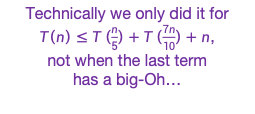 Technically we only did it for
T(n) ≤ T (n/5) + T (7n/10) + n,
not when the last term
has a big-Oh…